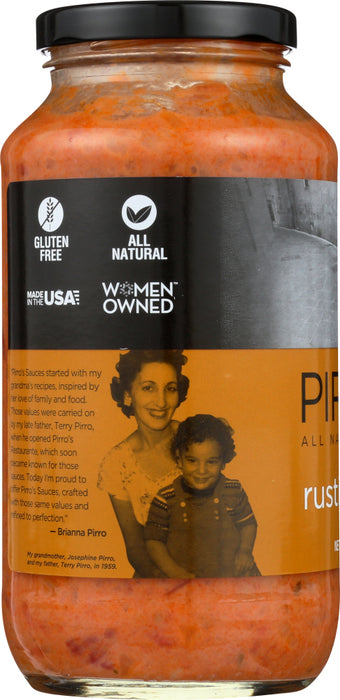 GLUTEN
FREE
ALL
NATURAL
MADE
IN THE USA
WOMEN™
OWNED
"Pirro's Sauces started with my
grandma's recipes, inspired by
her love of family and food.
Those values were carried on
by my late father, Terry Pirro,
when he opened Pirro's
Restaurante, which soon
became known for those
sauces. Today I'm proud to
offer Pirro's Sauces, crafted
with those same values and
refined to perfection."
— Brianna Pirro
My grandmother, Josephine Pirro,
and my father, Terry Pirro, in 1959.
PIR
ALL NA
rust